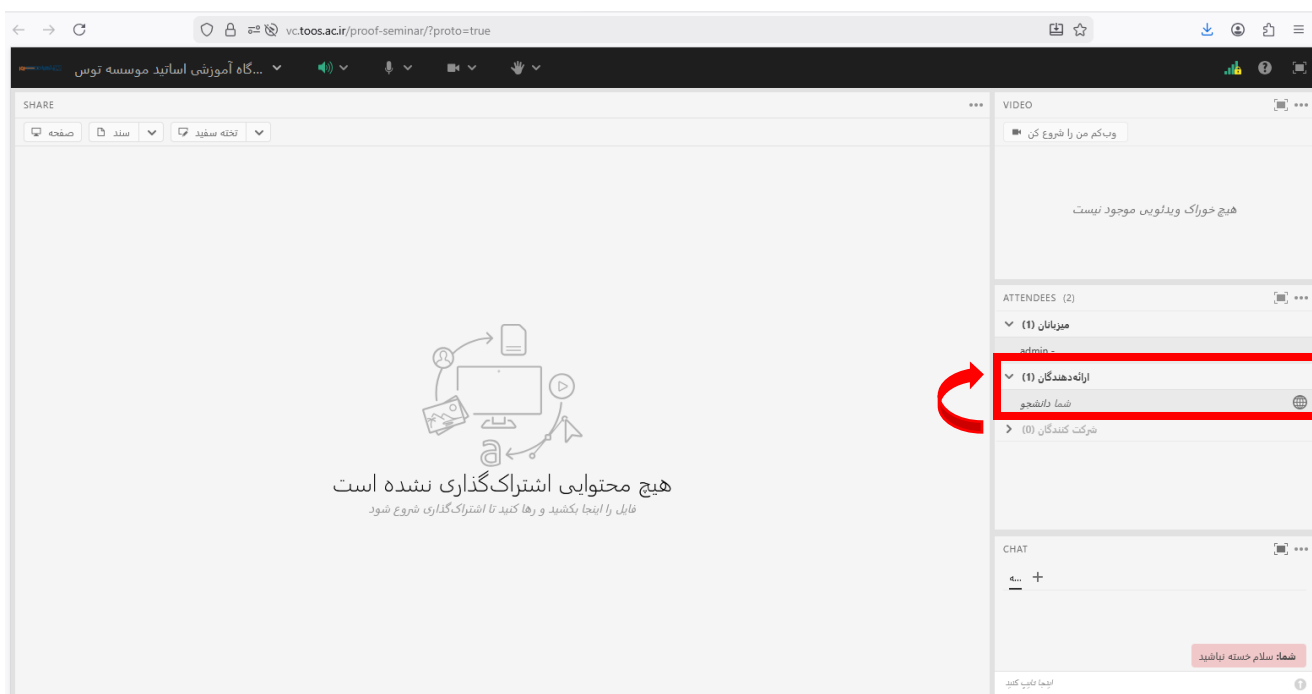 vc.toos.ac.ir/proof-seminar/?proto=true
گاه آموزشی اساتید موسسه توس...
SHARE
صفحه
سند
تخته سفید
هیچ محتوایی اشتراک‌گذاری نشده است
فایل را اینجا بکشید و رها کنید تا اشتراک‌گذاری شروع شود
VIDEO
وب‌کم من را شروع کن
هیچ خوراک ویدئویی موجود نیست
ATTENDEES (2)
میزبانان (1)
admin -
ارائه‌دهندگان (1)
شما دانشجو
شرکت کنندگان (0)
CHAT
ه...
شما: سلام خسته نباشید
اینجا تایپ کنید